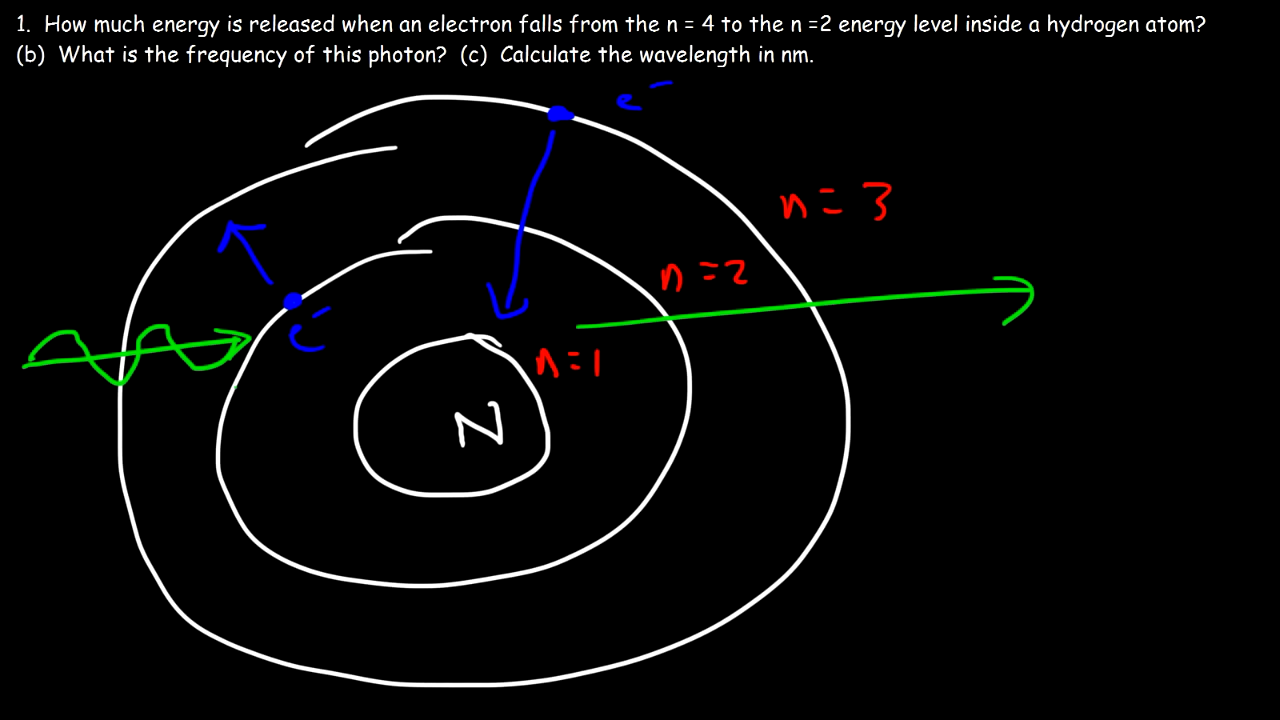 1. How much energy is released when an electron falls from the n = 4 to the n =2 energy level inside a hydrogen atom?
(b) What is the frequency of this photon? (c) Calculate the wavelength in nm.
e⁻
n = 3
n = 2
e⁻
n = 1
N